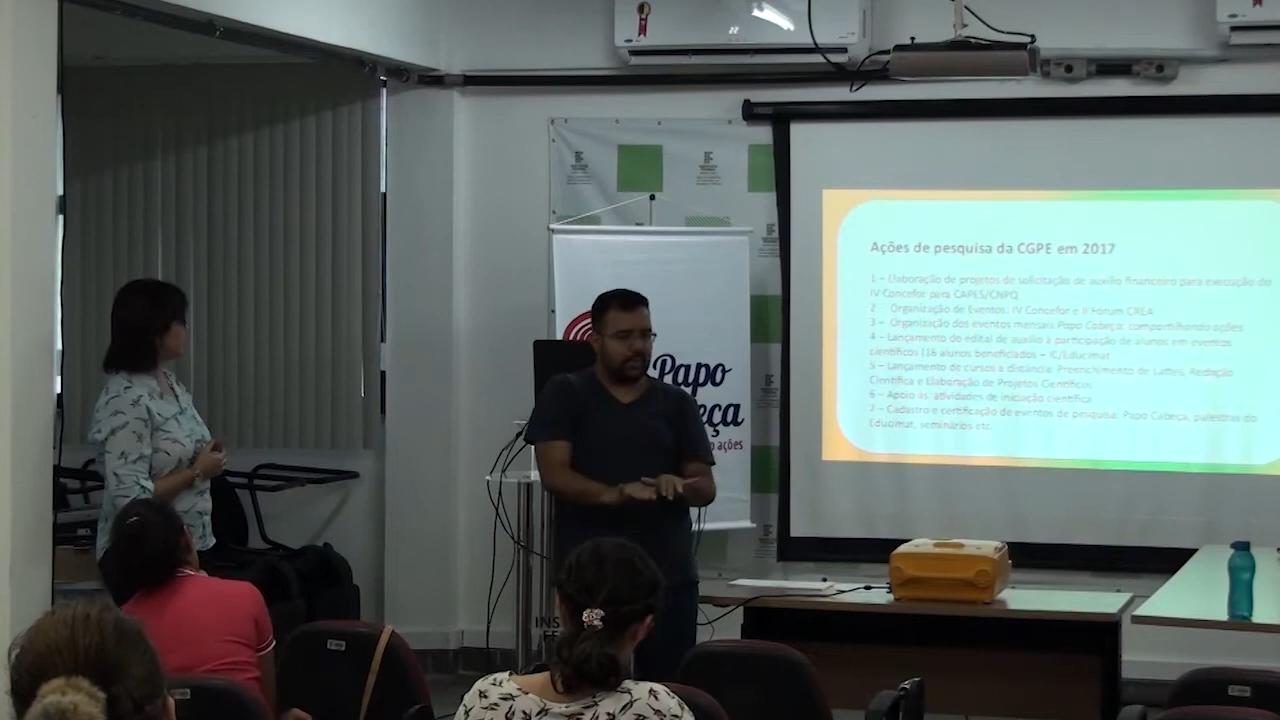 Papo
eça
o ações
INS
FE
Ações de pesquisa da CGPE em 2017
1 – Elaboração de projetos de solicitação de auxílio financeiro para execução do
IV Concefor para CAPES/CNPQ
2 Organização de Eventos: IV Concefor e II Fórum CREA
3 – Organização dos eventos mensais Papo Cabeça: compartilhando ações
4 – Lançamento do edital de auxílio à participação de alunos em eventos
científicos (16 alunos beneficiados – IC/Educimat
5 – Lançamento de cursos a distância: Preenchimento de Lattes, Redação
Científica e Elaboração de Projetos Científicos
6 – Apoio às atividades de iniciação científica
7 – Cadastro e certificação de eventos de pesquisa: Papo Cabeça, palestras do
Educimat, seminários etc.